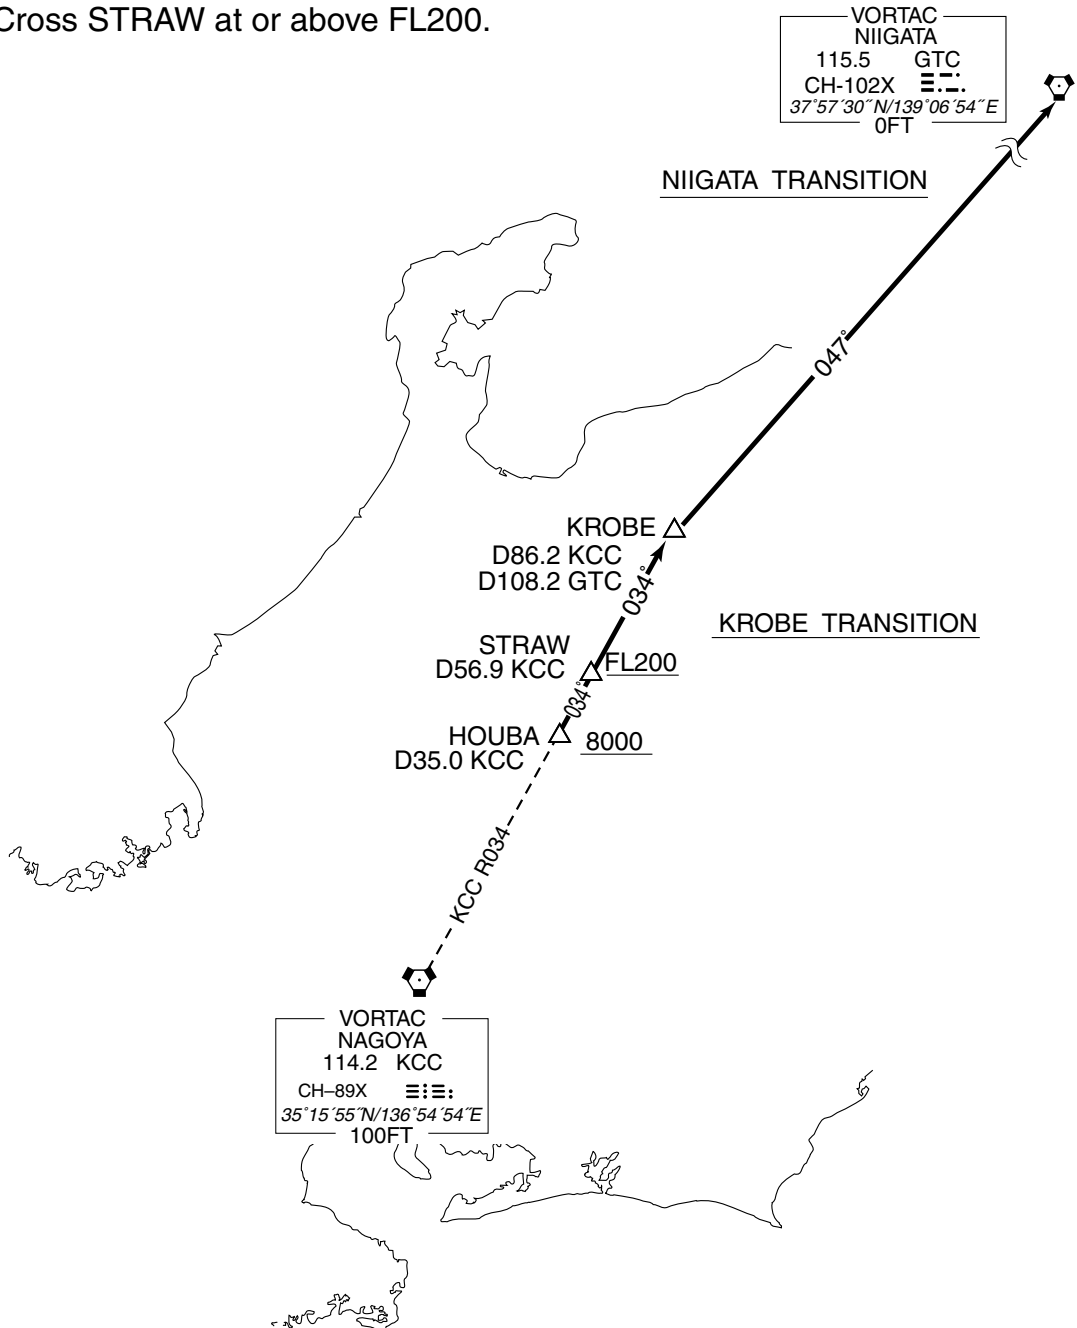 Cross STRAW at or above FL200.
VORTAC
NIIGATA
115.5 GTC
CH-102X
37°57´30˝N/139°06´54˝E
0FT
NIIGATA TRANSITION
047°
KROBE
D86.2 KCC
D108.2 GTC
034°
KROBE TRANSITION
STRAW
D56.9 KCC
FL200
034°
HOUBA
D35.0 KCC
8000
KCC R034
VORTAC
NAGOYA
114.2 KCC
CH–89X
35°15´55˝N/136°54´54˝E
100FT